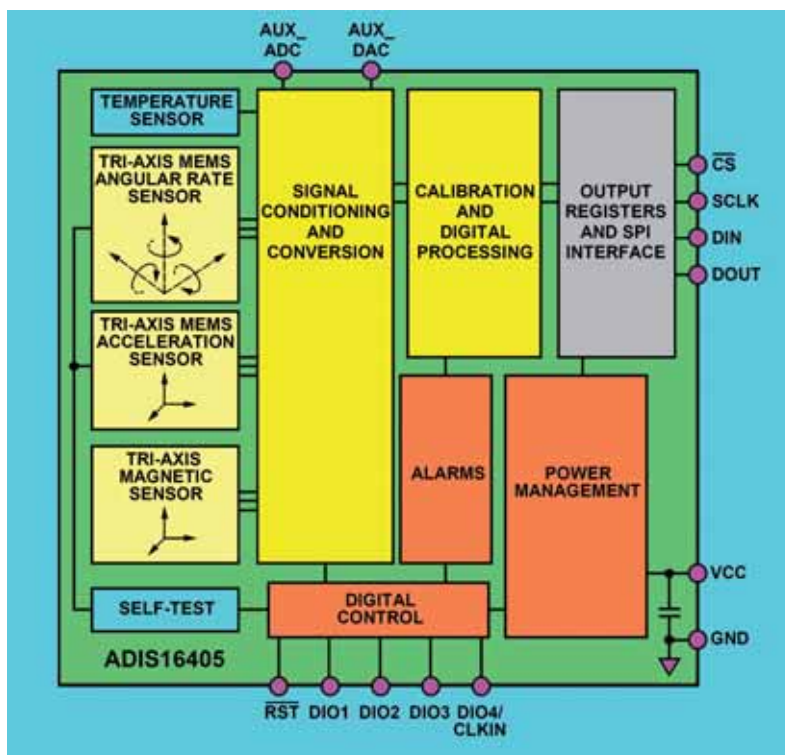 AUX_
ADC
AUX_
DAC
TEMPERATURE
SENSOR
TRI-AXIS MEMS
ANGULAR RATE
SENSOR
SIGNAL
CONDITIONING
AND
CONVERSION
CALIBRATION
AND
DIGITAL
PROCESSING
OUTPUT
REGISTERS
AND SPI
INTERFACE
CS
SCLK
DIN
DOUT
TRI-AXIS MEMS
ACCELERATION
SENSOR
TRI-AXIS
MAGNETIC
SENSOR
ALARMS
POWER
MANAGEMENT
VCC
SELF-TEST
DIGITAL
CONTROL
GND
ADIS16405
RST
DIO1
DIO2
DIO3
DIO4/
CLKIN